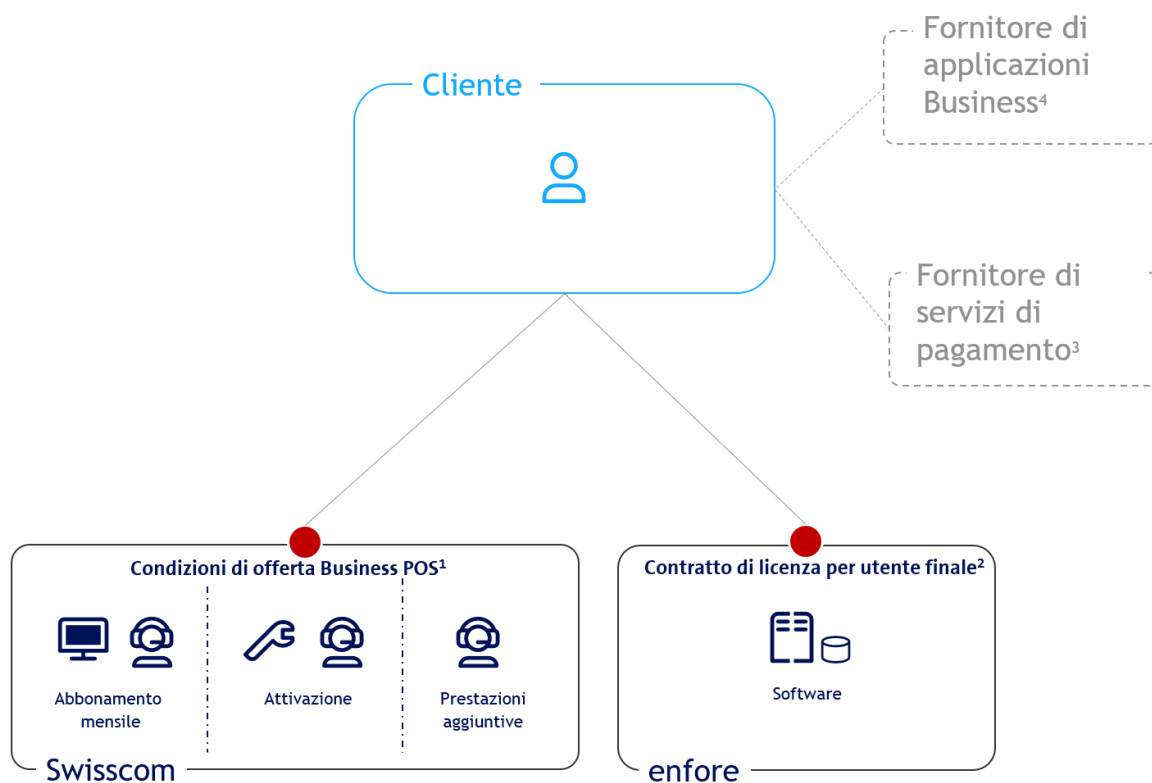 Fornitore di
applicazioni
Business⁴
Cliente
Fornitore di
servizi di
pagamento³
Condizioni di offerta Business POS¹
Abbonamento
mensile
Attivazione
Prestazioni
aggiuntive
Swisscom
Contratto di licenza per utente finale²
Software
enfore